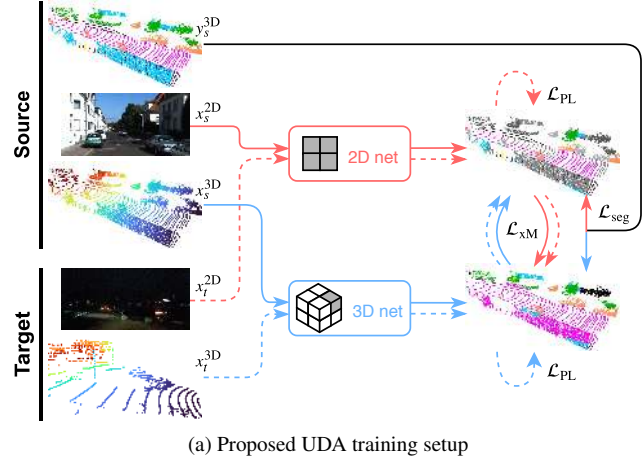 Source
y_s^{3D}
x_s^{2D}
x_s^{3D}
Target
x_t^{2D}
x_t^{3D}
2D net
3D net
ℒ_PL
ℒ_xM
ℒ_seg
ℒ_PL
(a) Proposed UDA training setup